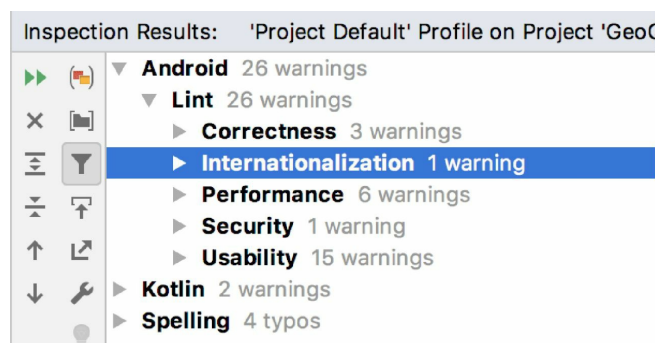 Inspection Results: 'Project Default' Profile on Project 'Geo
Android 26 warnings
Lint 26 warnings
Correctness 3 warnings
Internationalization 1 warning
Performance 6 warnings
Security 1 warning
Usability 15 warnings
Kotlin 2 warnings
Spelling 4 typos